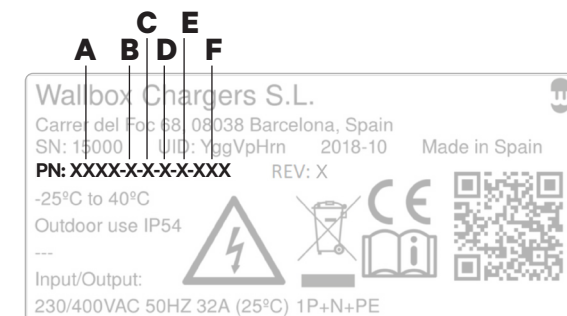 C E
A B D F
Wallbox Chargers S.L.
Carrer del Foc 68, 08038 Barcelona, Spain
SN: 15000 UID: YggVpHrn 2018-10 Made in Spain
PN: XXXX-X-X-X-X-XXX REV: X
-25ºC to 40ºC
Outdoor use IP54
---
Input/Output:
230/400VAC 50HZ 32A (25ºC) 1P+N+PE
CE
i